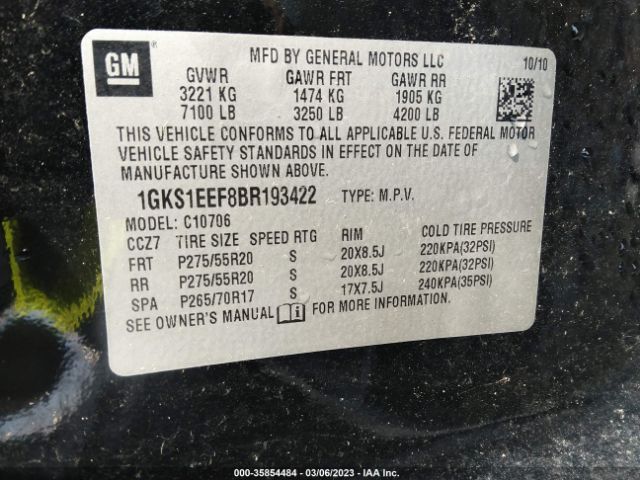 GM
MFD BY GENERAL MOTORS LLC 10/10
GVWR GAWR FRT GAWR RR
3221 KG 1474 KG 1905 KG
7100 LB 3250 LB 4200 LB
THIS VEHICLE CONFORMS TO ALL APPLICABLE U.S. FEDERAL MOTOR
VEHICLE SAFETY STANDARDS IN EFFECT ON THE DATE OF
MANUFACTURE SHOWN ABOVE.
1GKS1EEF8BR193422 TYPE: M.P.V.
MODEL: C10706
CCZ7 TIRE SIZE SPEED RTG RIM COLD TIRE PRESSURE
FRT P275/55R20 S 20X8.5J 220KPA(32PSI)
RR P275/55R20 S 20X8.5J 220KPA(32PSI)
SPA P265/70R17 S 17X7.5J 240KPA(35PSI)
SEE OWNER'S MANUAL i FOR MORE INFORMATION.
000-35854484 - 03/06/2023 - IAA Inc.